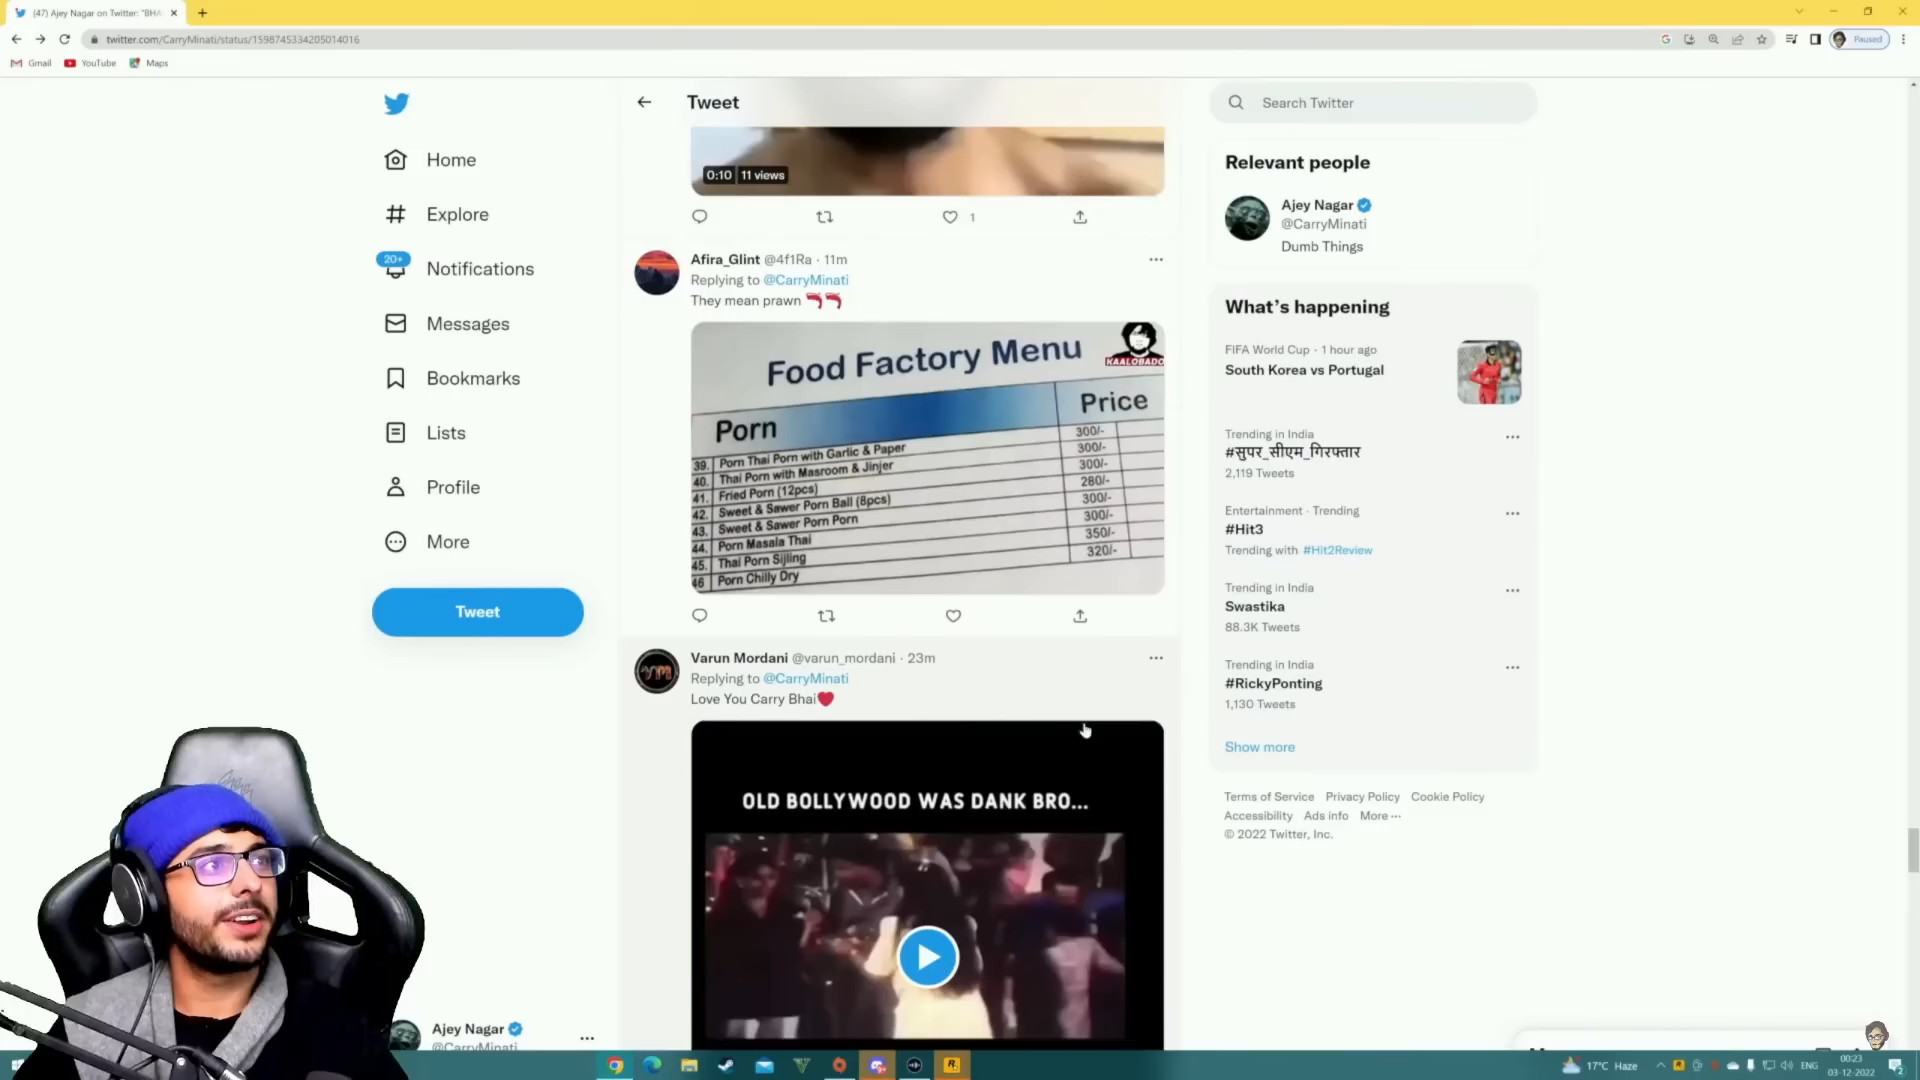 (47) Ajey Nagar on Twitter: "BHA
twitter.com/CarryMinati/status/1598745334205014016
Paused
Gmail
YouTube
Maps
Home
Explore
20+
Notifications
Messages
Bookmarks
Lists
Profile
More
Tweet
Ajey Nagar
@CarryMinati
Tweet
0:10 11 views
1
Afira_Glint @4f1Ra · 11m
Replying to @CarryMinati
They mean prawn
Food Factory Menu
KAALOBADO
Porn Price
39. Porn Thai Porn with Garlic & Paper 300/-
40. Thai Porn with Masroom & Jinjer 300/-
41. Fried Porn (12pcs) 300/-
42. Sweet & Sawer Porn Ball (8pcs) 280/-
43. Sweet & Sawer Porn Porn 300/-
44. Porn Masala Thai 300/-
45. Thai Porn Sijling 350/-
46 Porn Chilly Dry 320/-
Varun Mordani @varun_mordani · 23m
Replying to @CarryMinati
Love You Carry Bhai
OLD BOLLYWOOD WAS DANK BRO...
Search Twitter
Relevant people
Ajey Nagar
@CarryMinati
Dumb Things
What's happening
FIFA World Cup · 1 hour ago
South Korea vs Portugal
Trending in India
#सुपर_सीएम_गिरफ्तार
2,119 Tweets
Entertainment · Trending
#Hit3
Trending with #Hit2Review
Trending in India
Swastika
88.3K Tweets
Trending in India
#RickyPonting
1,130 Tweets
Show more
Terms of Service Privacy Policy Cookie Policy
Accessibility Ads info More ···
© 2022 Twitter, Inc.
17°C Haze
ENG
00:23
03-12-2022